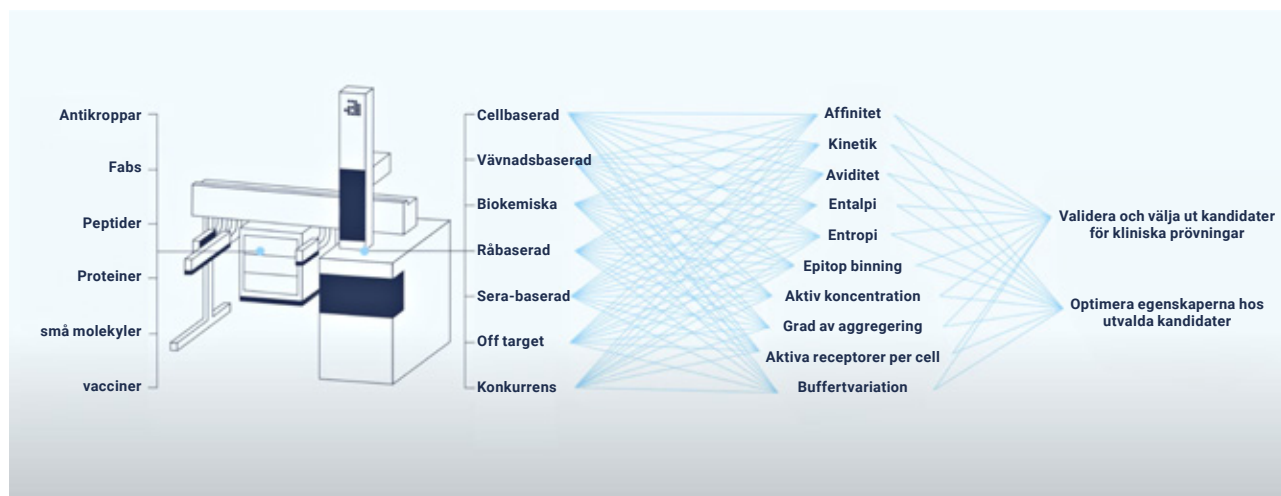 Antikroppar
Fabs
Peptider
Proteiner
små molekyler
vacciner
Cellbaserad
Vävnadsbaserad
Biokemiska
Råbaserad
Sera-baserad
Off target
Konkurrens
Affinitet
Kinetik
Aviditet
Entalpi
Entropi
Epitop binning
Aktiv koncentration
Grad av aggregering
Aktiva receptorer per cell
Buffertvariation
Validera och välja ut kandidater
för kliniska prövningar
Optimera egenskaperna hos
utvalda kandidater